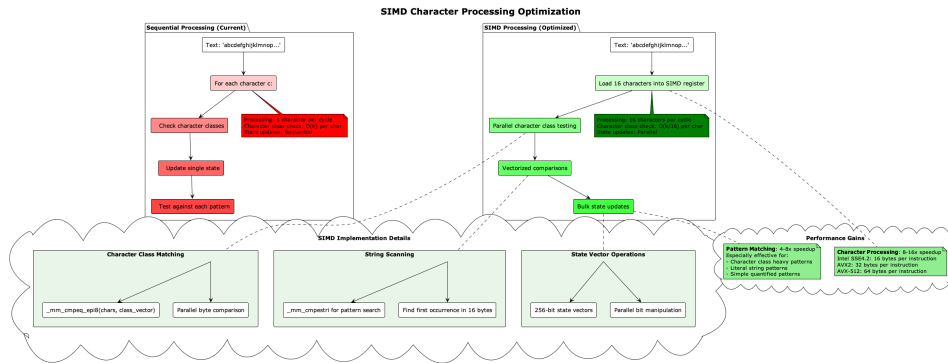 SIMD Character Processing Optimization
Sequential Processing (Current)
Text: 'abcdefghijklmnop...'
For each character c:
Processing: 1 character per cycle
Character class check: O(k) per char
State updates: Sequential
Check character classes
Update single state
Test against each pattern
SIMD Processing (Optimized)
Text: 'abcdefghijklmnop...'
Load 16 characters into SIMD register
Processing: 16 characters per cycle
Character class check: O(k/16) per char
State updates: Parallel
Parallel character class testing
Vectorized comparisons
Bulk state updates
SIMD Implementation Details
Character Class Matching
_mm_cmpeq_epi8(chars, class_vector)
Parallel byte comparison
String Scanning
_mm_cmpestri for pattern search
Find first occurrence in 16 bytes
State Vector Operations
256-bit state vectors
Parallel bit manipulation
Performance Gains
Pattern Matching: 4-8x speedup
Especially effective for:
- Character class heavy patterns
- Literal string patterns
- Simple quantified patterns
Character Processing: 8-16x speedup
Intel SSE4.2: 16 bytes per instruction
AVX2: 32 bytes per instruction
AVX-512: 64 bytes per instruction